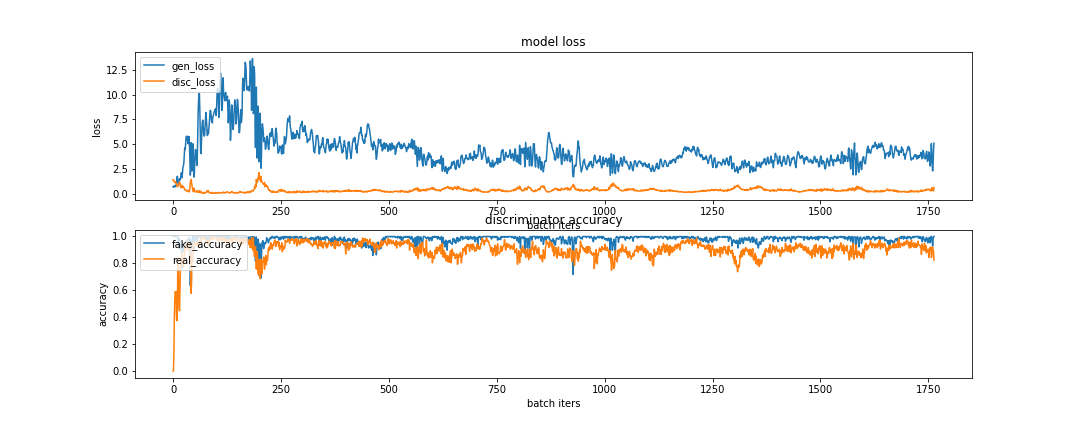 model loss
12.5
10.0
7.5
5.0
2.5
0.0
loss
gen_loss
disc_loss
0 250 500 750 1000 1250 1500 1750
batch iters
discriminator accuracy
1.0
0.8
0.6
0.4
0.2
0.0
accuracy
fake_accuracy
real_accuracy
0 250 500 750 1000 1250 1500 1750
batch iters